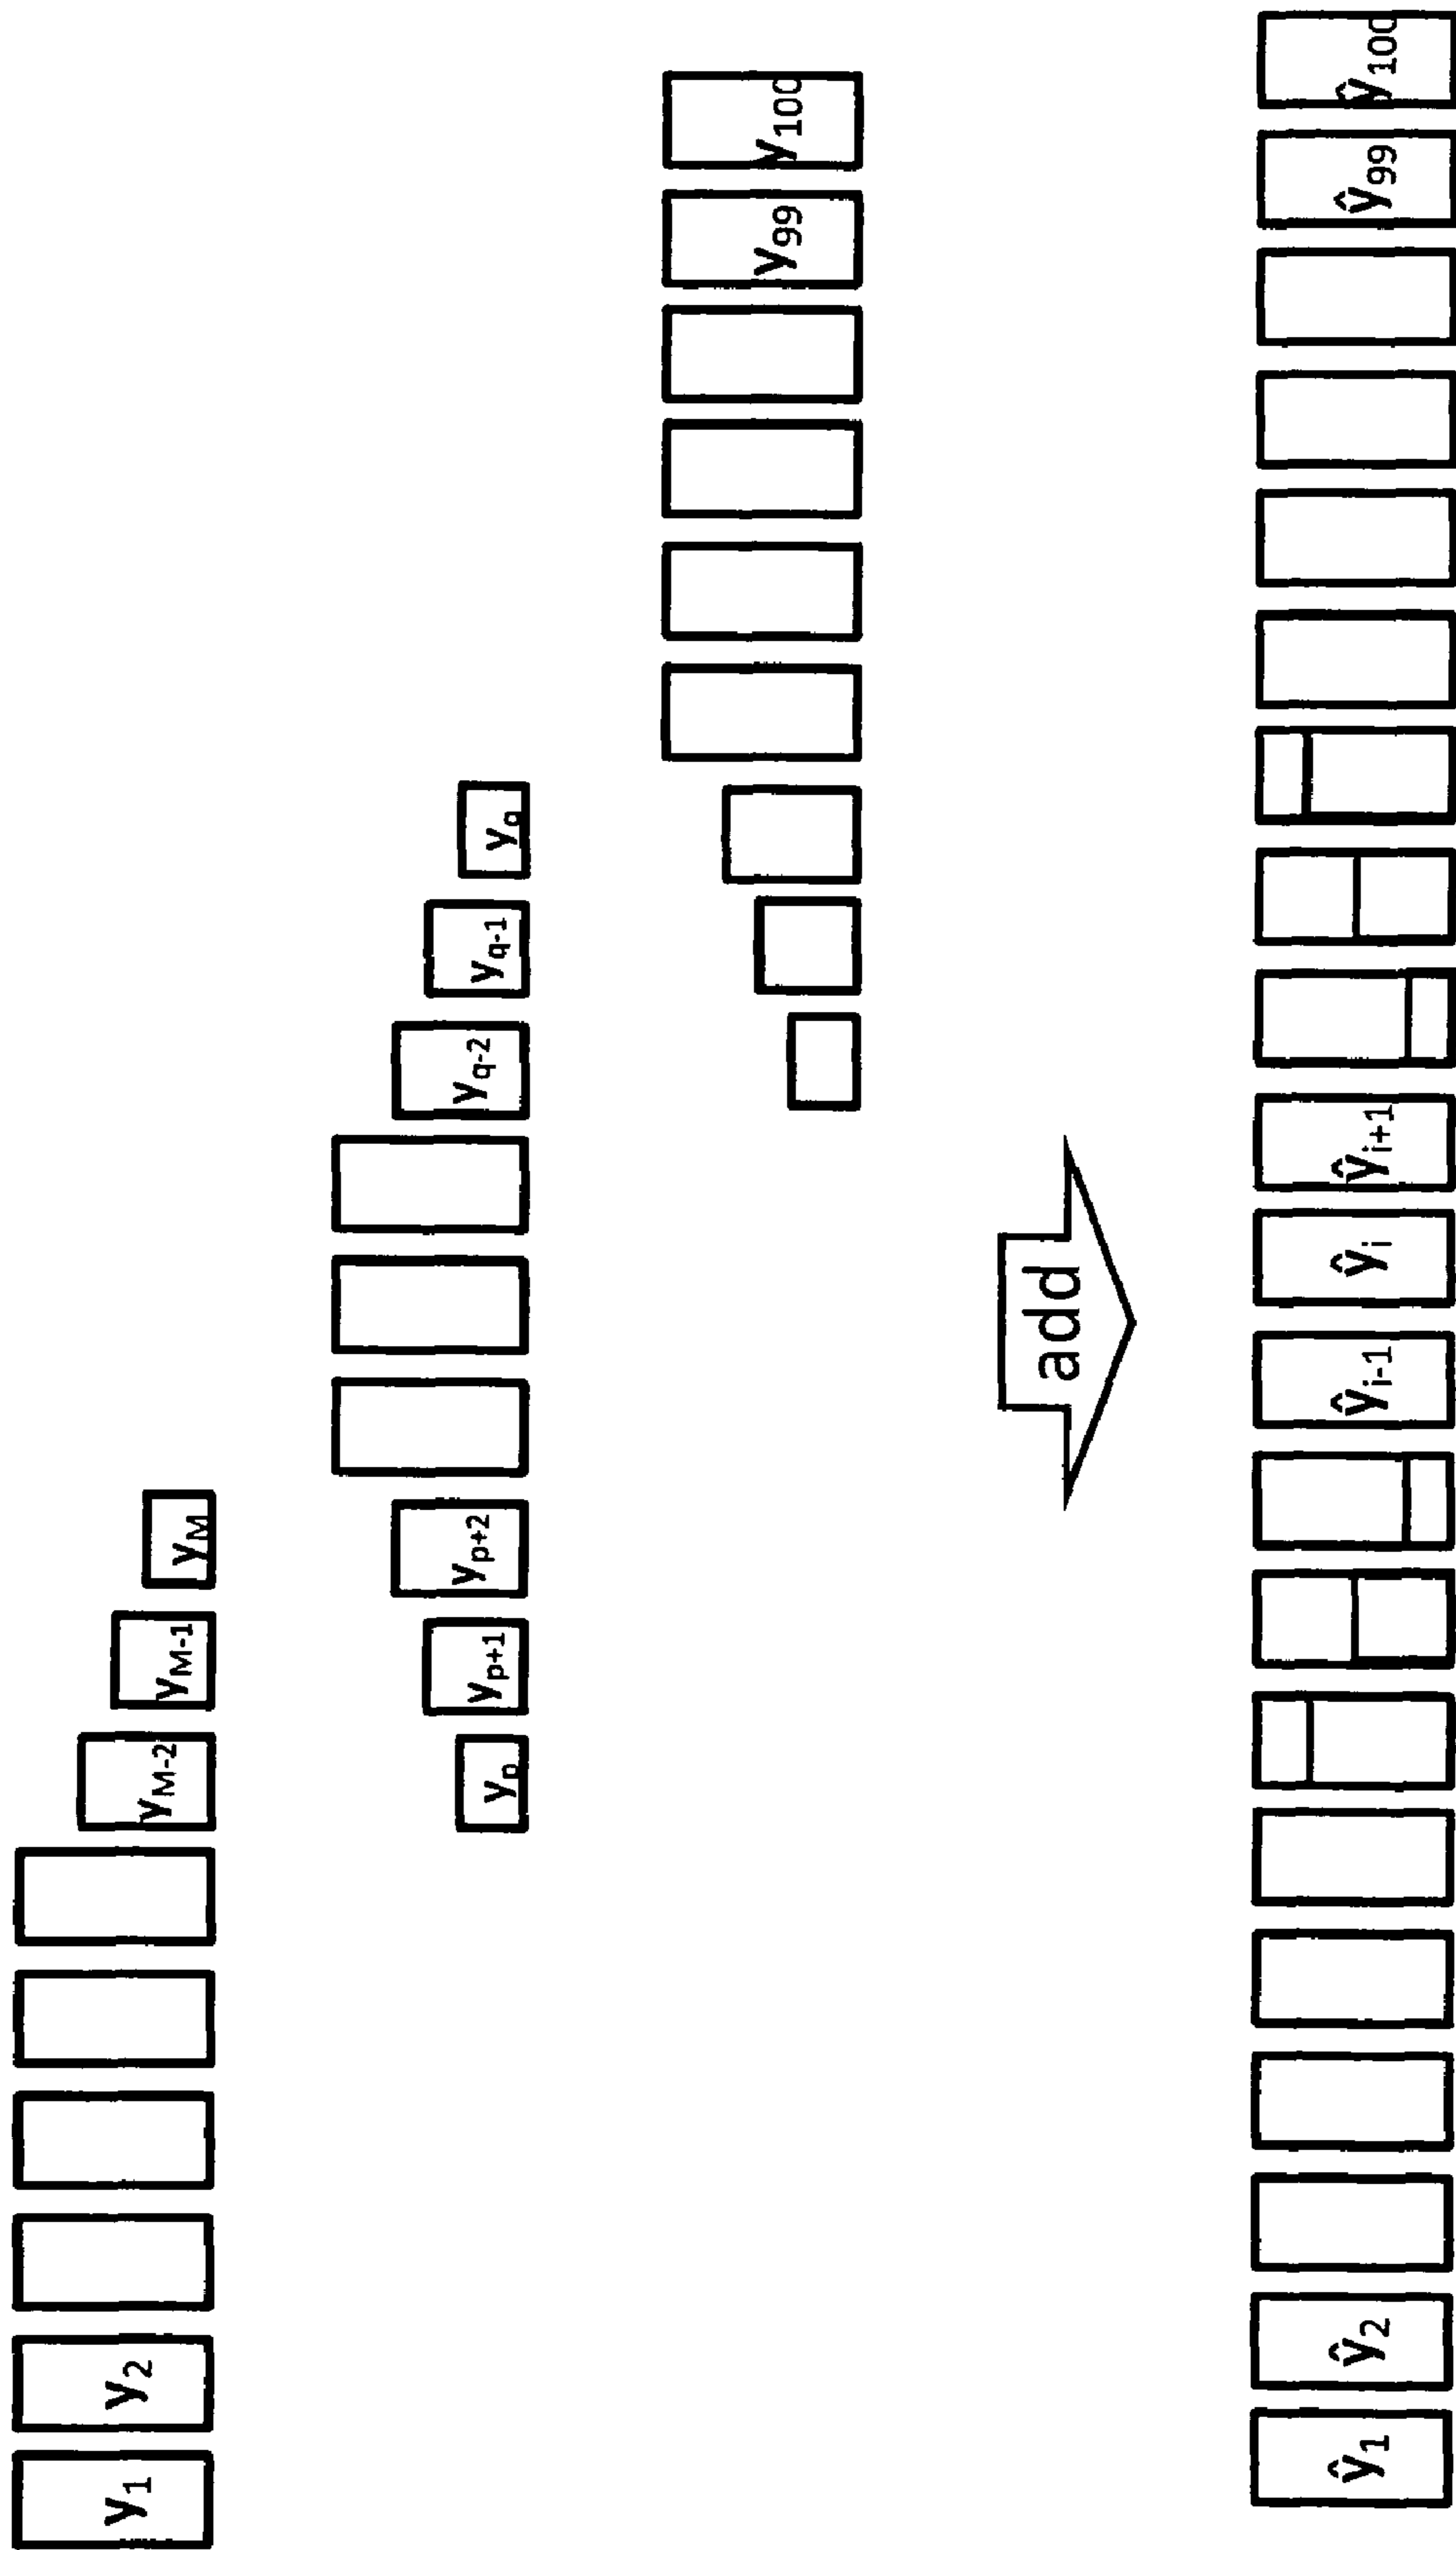 y1 y2 yM-2 yM-1 yM
yp yp+1 yp+2 yq-2 yq-1 yq
y99 y100
add
ŷ1 ŷ2 ŷi-1 ŷi ŷi+1 ŷ99 ŷ100